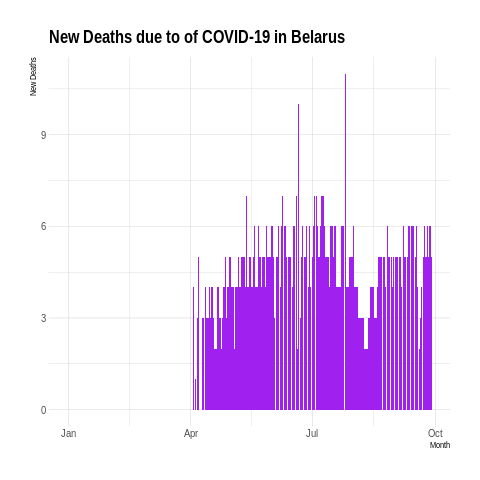 New Deaths due to of COVID-19 in Belarus
New Deaths
9
6
3
0
Jan Apr Jul Oct
Month